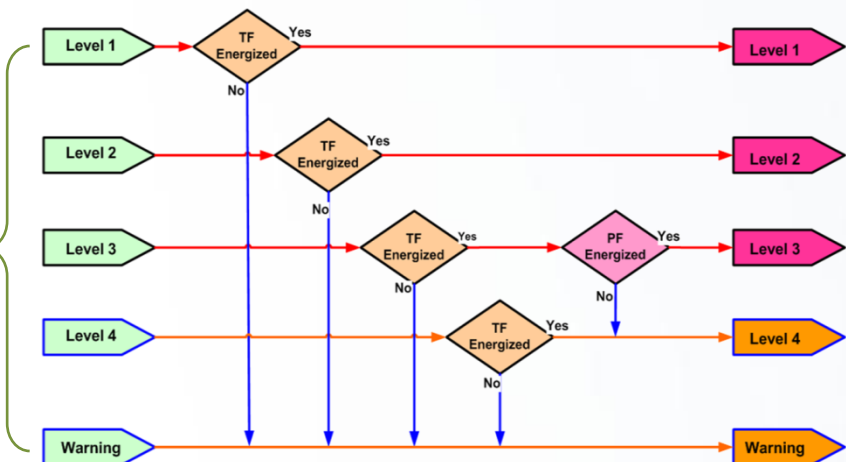 Level 1
TF
Energized
Yes
No
Level 1
Level 2
TF
Energized
Yes
No
Level 2
Level 3
TF
Energized
Yes
No
PF
Energized
Yes
No
Level 3
Level 4
TF
Energized
Yes
No
Level 4
Warning
Warning